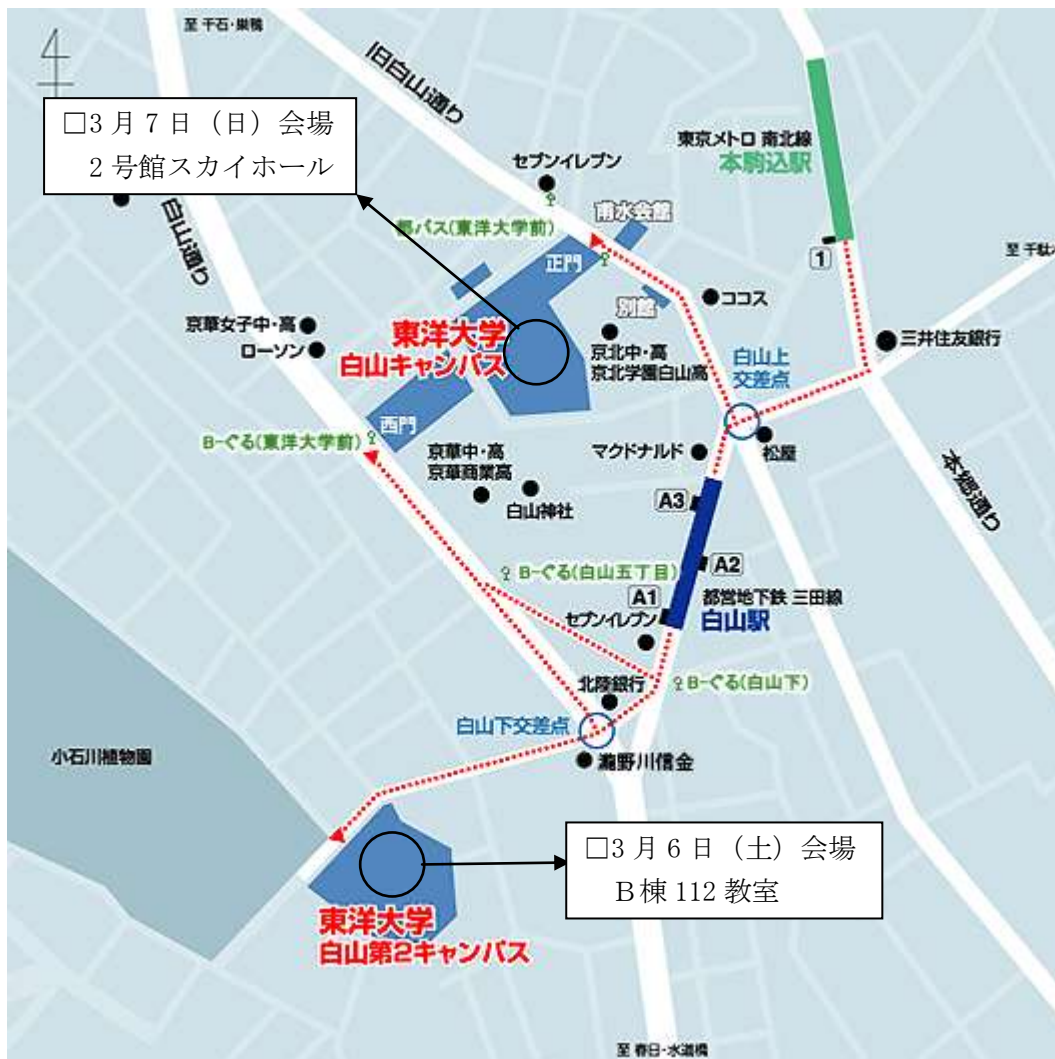 至 千石・巣鴨
旧白山通り
□3月7日（日）会場
2号館スカイホール
東京メトロ 南北線
本駒込駅
セブンイレブン
甫水会館
都バス(東洋大学前)
白山通り
正門
1
至 千駄木
別館
ココス
京華女子中・高
ローソン
東洋大学
白山キャンパス
京北中・高
京北学園白山高
三井住友銀行
白山上
交差点
西門
B-ぐる(東洋大学前)
京華中・高
京華商業高
白山神社
マクドナルド
松屋
本郷通り
A3
B-ぐる(白山五丁目)
A2
A1
都営地下鉄 三田線
白山駅
セブンイレブン
北陸銀行
B-ぐる(白山下)
白山下交差点
瀧野川信金
小石川植物園
□3月6日（土）会場
B棟112教室
東洋大学
白山第2キャンパス
至 春日・水道橋